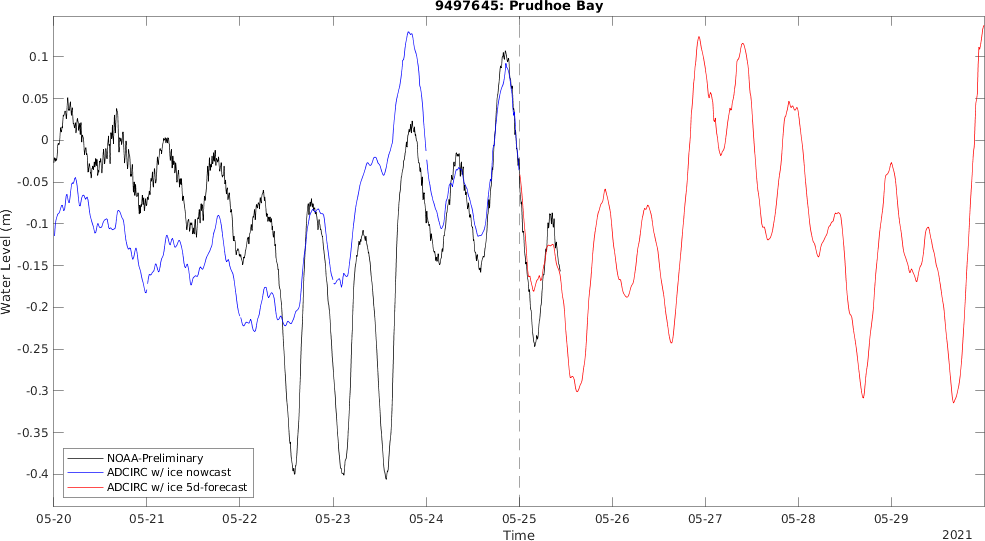 9497645: Prudhoe Bay
Water Level (m)
0.1
0.05
0
-0.05
-0.1
-0.15
-0.2
-0.25
-0.3
-0.35
-0.4
NOAA-Preliminary
ADCIRC w/ ice nowcast
ADCIRC w/ ice 5d-forecast
05-20 05-21 05-22 05-23 05-24 05-25 05-26 05-27 05-28 05-29
Time
2021